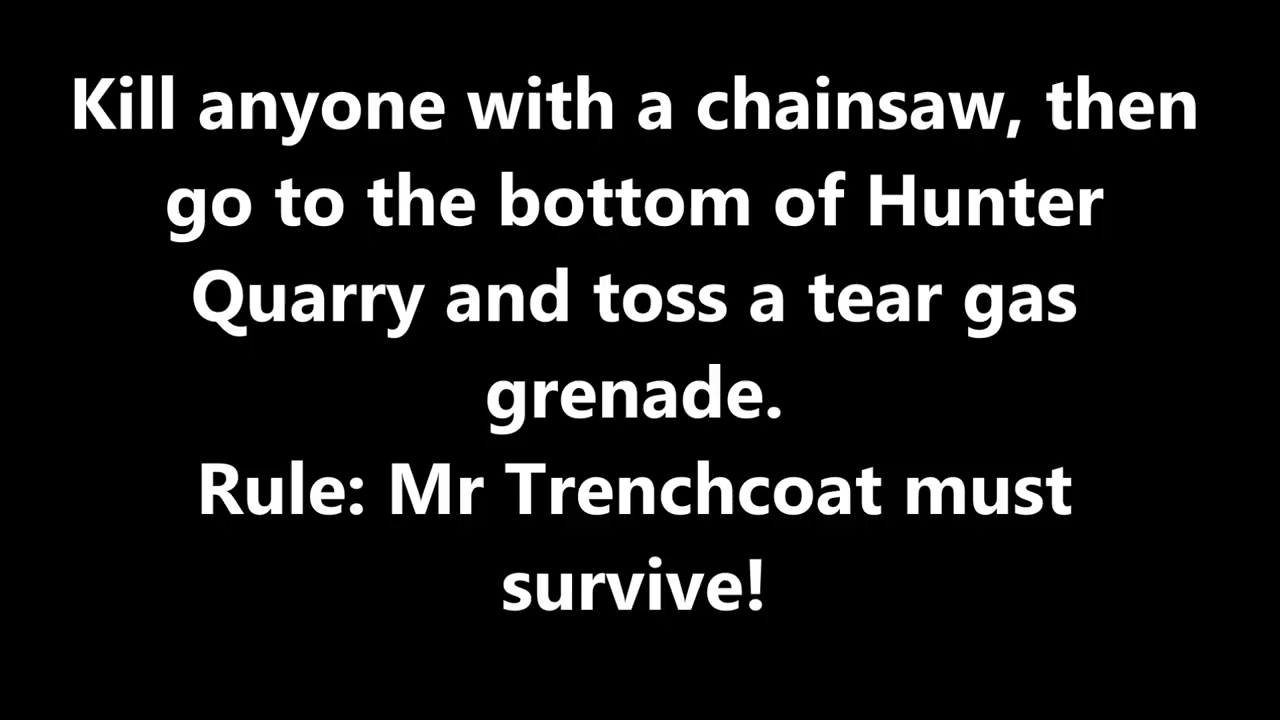 Kill anyone with a chainsaw, then
go to the bottom of Hunter
Quarry and toss a tear gas
grenade.
Rule: Mr Trenchcoat must
survive!